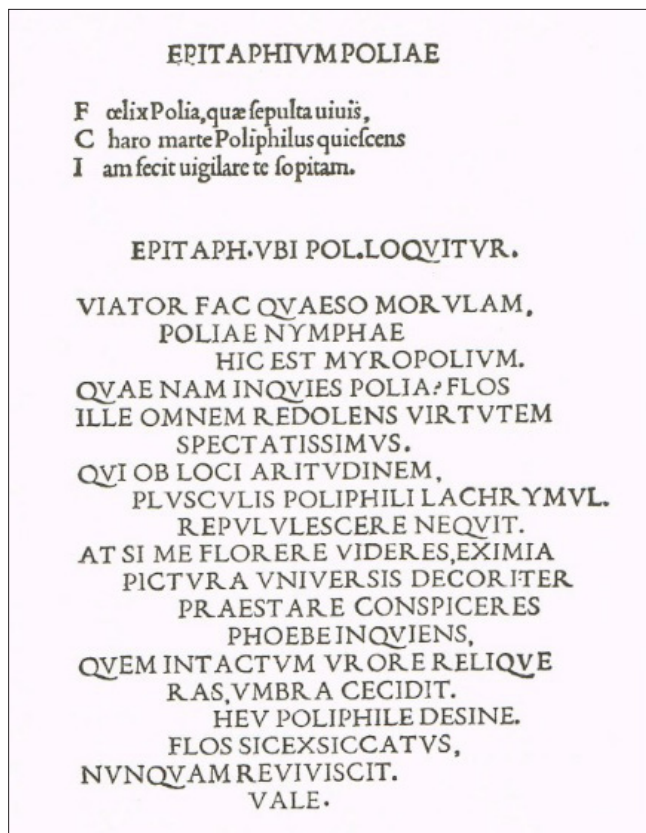 EPITAPHIVM POLIAE
F œlix Polia, quæ ſepulta uiuis,
C haro marte Poliphilus quieſcens
I am fecit uigilare te ſopitam.
EPITAPH·VBI POL.LOQVITVR.
VIATOR FAC QVAESO MORVLAM,
POLIAE NYMPHAE
HIC EST MYROPOLIVM.
QVAE NAM INQVIES POLIA? FLOS
ILLE OMNEM REDOLENS VIRTVTEM
SPECTATISSIMVS.
QVI OB LOCI ARITVDINEM,
PLVSCVLIS POLIPHILI LACHRYMVL.
REPVLVLESCERE NEQVIT.
AT SI ME FLORERE VIDERES,EXIMIA
PICTVRA VNIVERSIS DECORITER
PRAESTARE CONSPICERES
PHOEBE INQVIENS,
QVEM INTACTVM VRORE RELIQVE
RAS,VMBRA CECIDIT.
HEV POLIPHILE DESINE.
FLOS SIC EXSICCATVS,
NVNQVAM REVIVISCIT.
VALE·